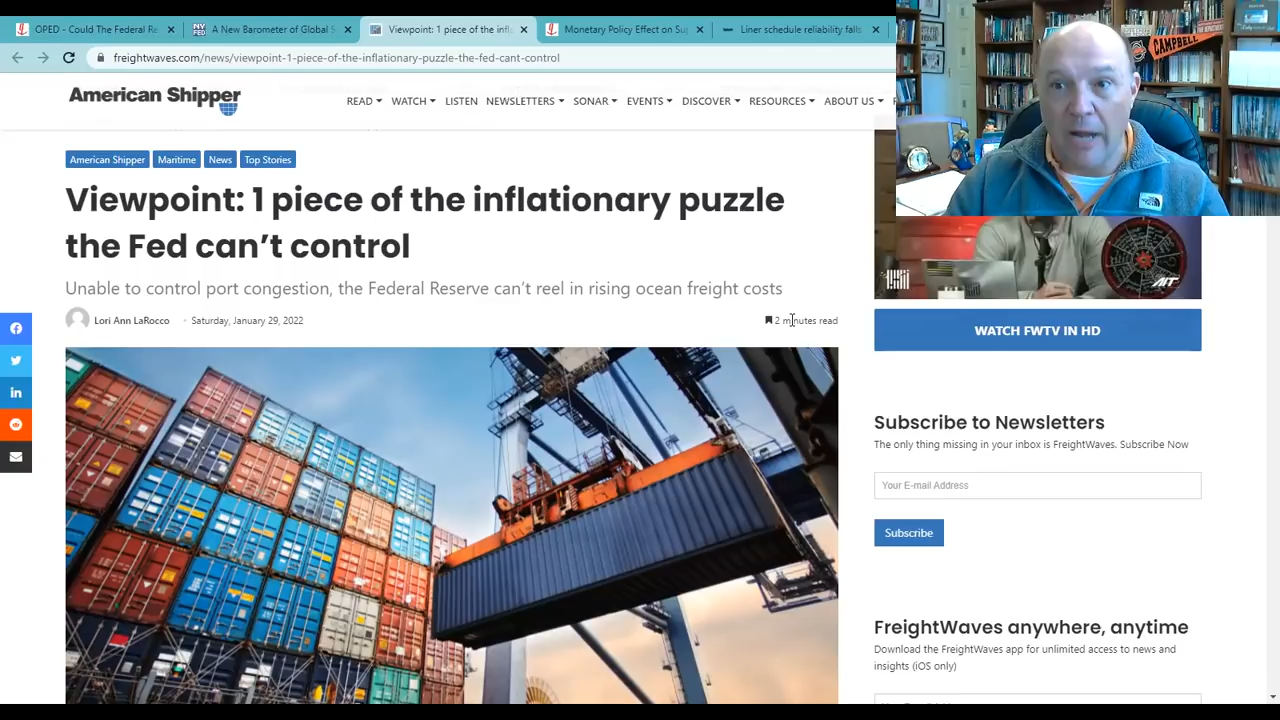 OPED - Could The Federal Re
A New Barometer of Global S
Viewpoint: 1 piece of the infl
Monetary Policy Effect on Sup
Liner schedule reliability falls
freightwaves.com/news/viewpoint-1-piece-of-the-inflationary-puzzle-the-fed-cant-control
CAMPBELL
American Shipper
READ
WATCH
LISTEN
NEWSLETTERS
SONAR
EVENTS
DISCOVER
RESOURCES
ABOUT US
American Shipper
Maritime
News
Top Stories
Viewpoint: 1 piece of the inflationary puzzle
the Fed can’t control
Unable to control port congestion, the Federal Reserve can’t reel in rising ocean freight costs
Lori Ann LaRocco
Saturday, January 29, 2022
2 minutes read
AIT
WATCH FWTV IN HD
Subscribe to Newsletters
The only thing missing in your inbox is FreightWaves. Subscribe Now
Your E-mail Address
Subscribe
FreightWaves anywhere, anytime
Download the FreightWaves app for unlimited access to news and
insights (iOS only)